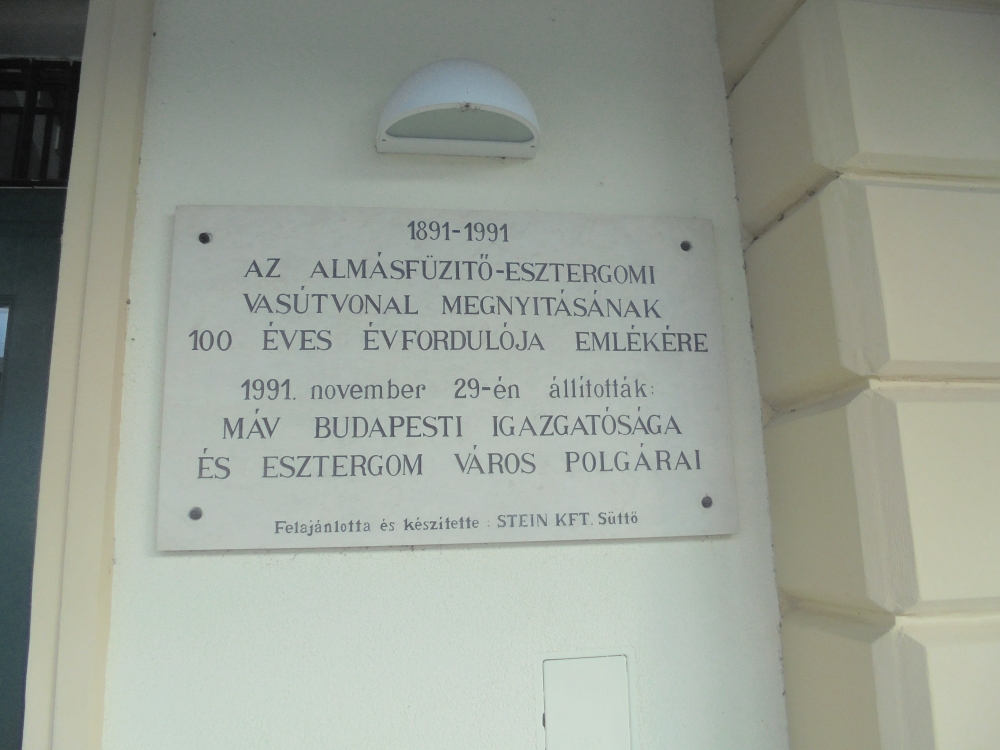 1891-1991
AZ ALMÁSFÜZITŐ-ESZTERGOMI
VASÚTVONAL MEGNYITÁSÁNAK
100 ÉVES ÉVFORDULÓJA EMLÉKÉRE
1991. november 29-én állították:
MÁV BUDAPESTI IGAZGATÓSÁGA
ÉS ESZTERGOM VÁROS POLGÁRAI
Felajánlotta és készítette : STEIN KFT. Süttő